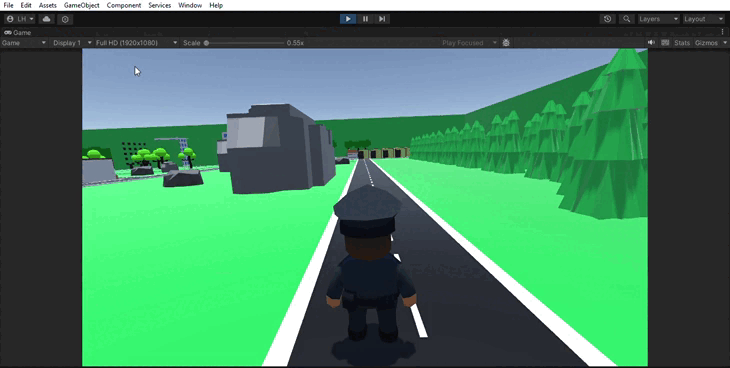 File Edit Assets GameObject Component Services Window Help
LH Layers Layout
Game
Game Display 1 Full HD (1920x1080) Scale 0.55x Play Focused Stats Gizmos